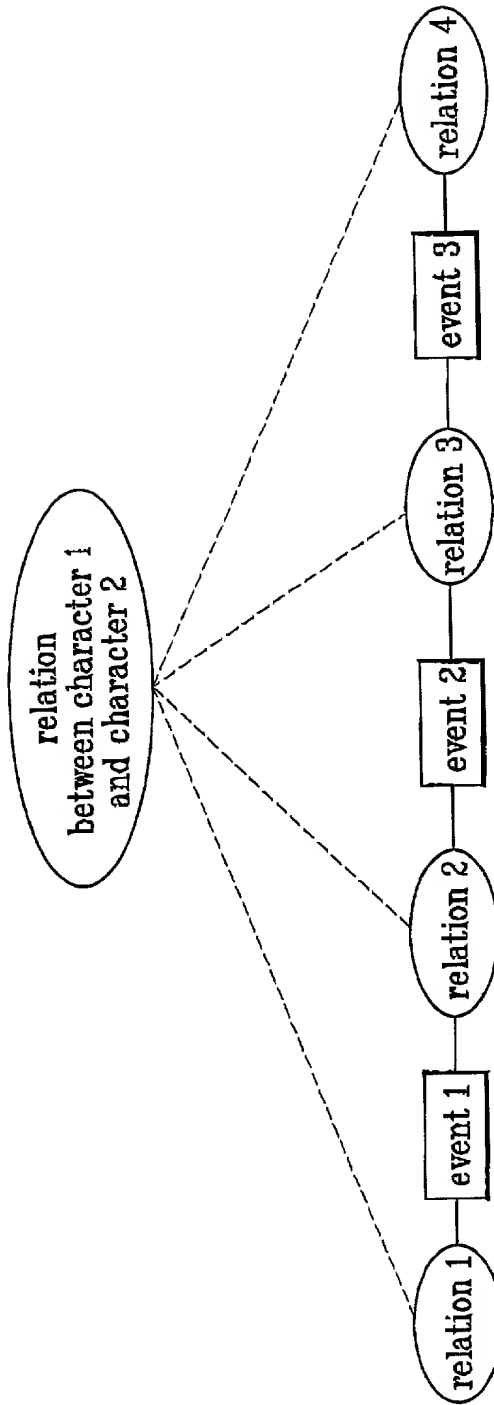 relation
between character 1
and character 2
relation 1
event 1
relation 2
event 2
relation 3
event 3
relation 4